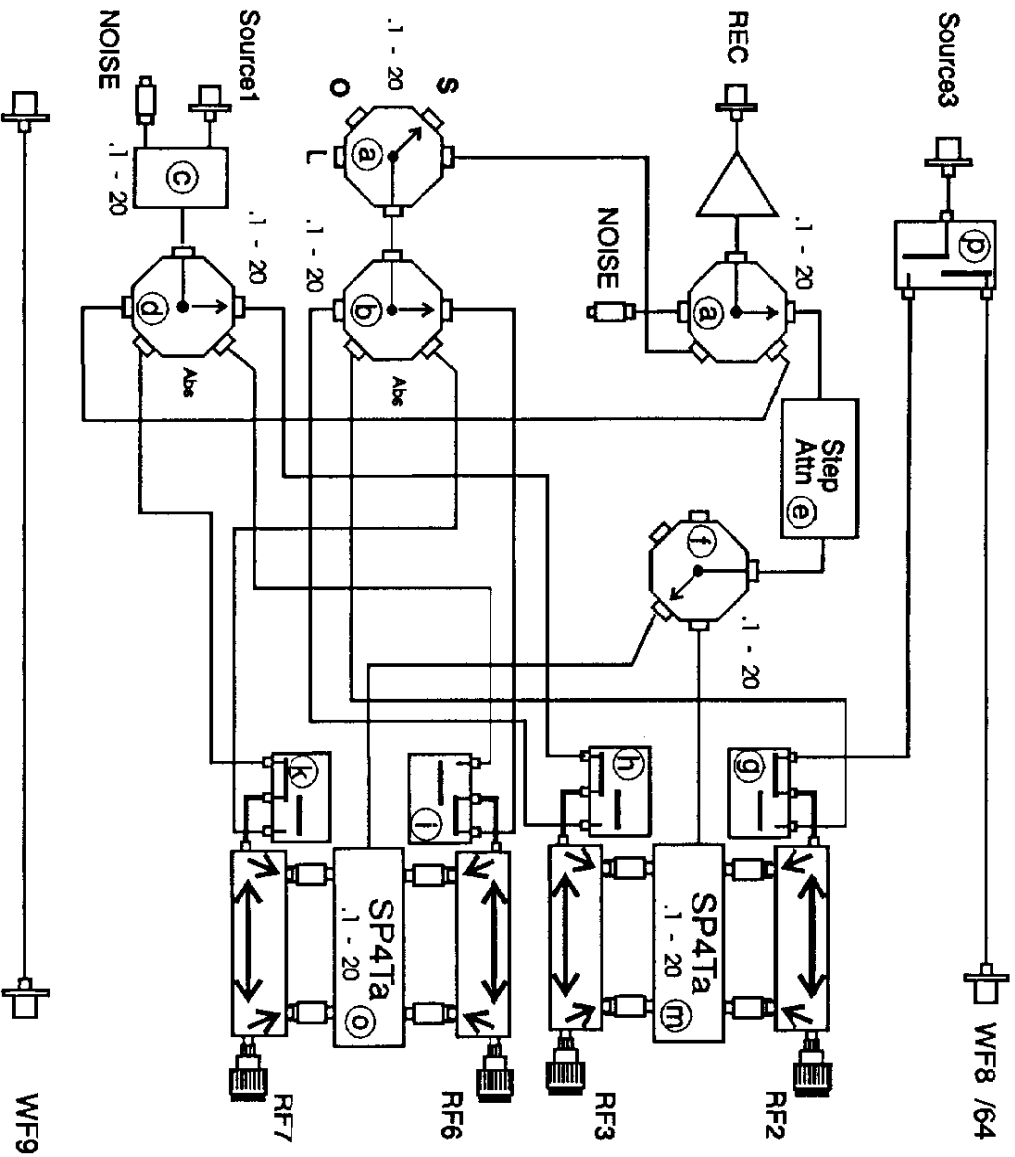 WF8 /64
p
Source3
Step
Attn e
.1 - 20
RF2
REC
g
.1 - 20
a
f
SP4Ta
.1 - 20
m
h
NOISE
RF3
S
RF6
i
.1 - 20
Abs
SP4Ta
a
b
.1 - 20
o
O
L
.1 - 20
k
RF7
Source1
.1 - 20
c
Abs
d
NOISE
.1 - 20
WF9